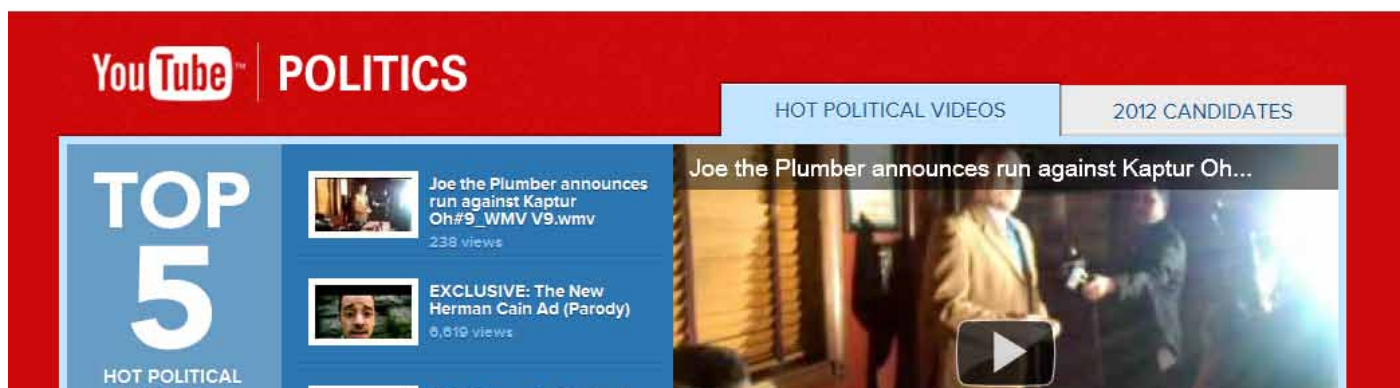 YouTube™ | POLITICS
HOT POLITICAL VIDEOS
2012 CANDIDATES
TOP
5
HOT POLITICAL
Joe the Plumber announces
run against Kaptur
Oh#9_WMV V9.wmv
238 views
EXCLUSIVE: The New
Herman Cain Ad (Parody)
6,619 views
Joe the Plumber announces run against Kaptur Oh...